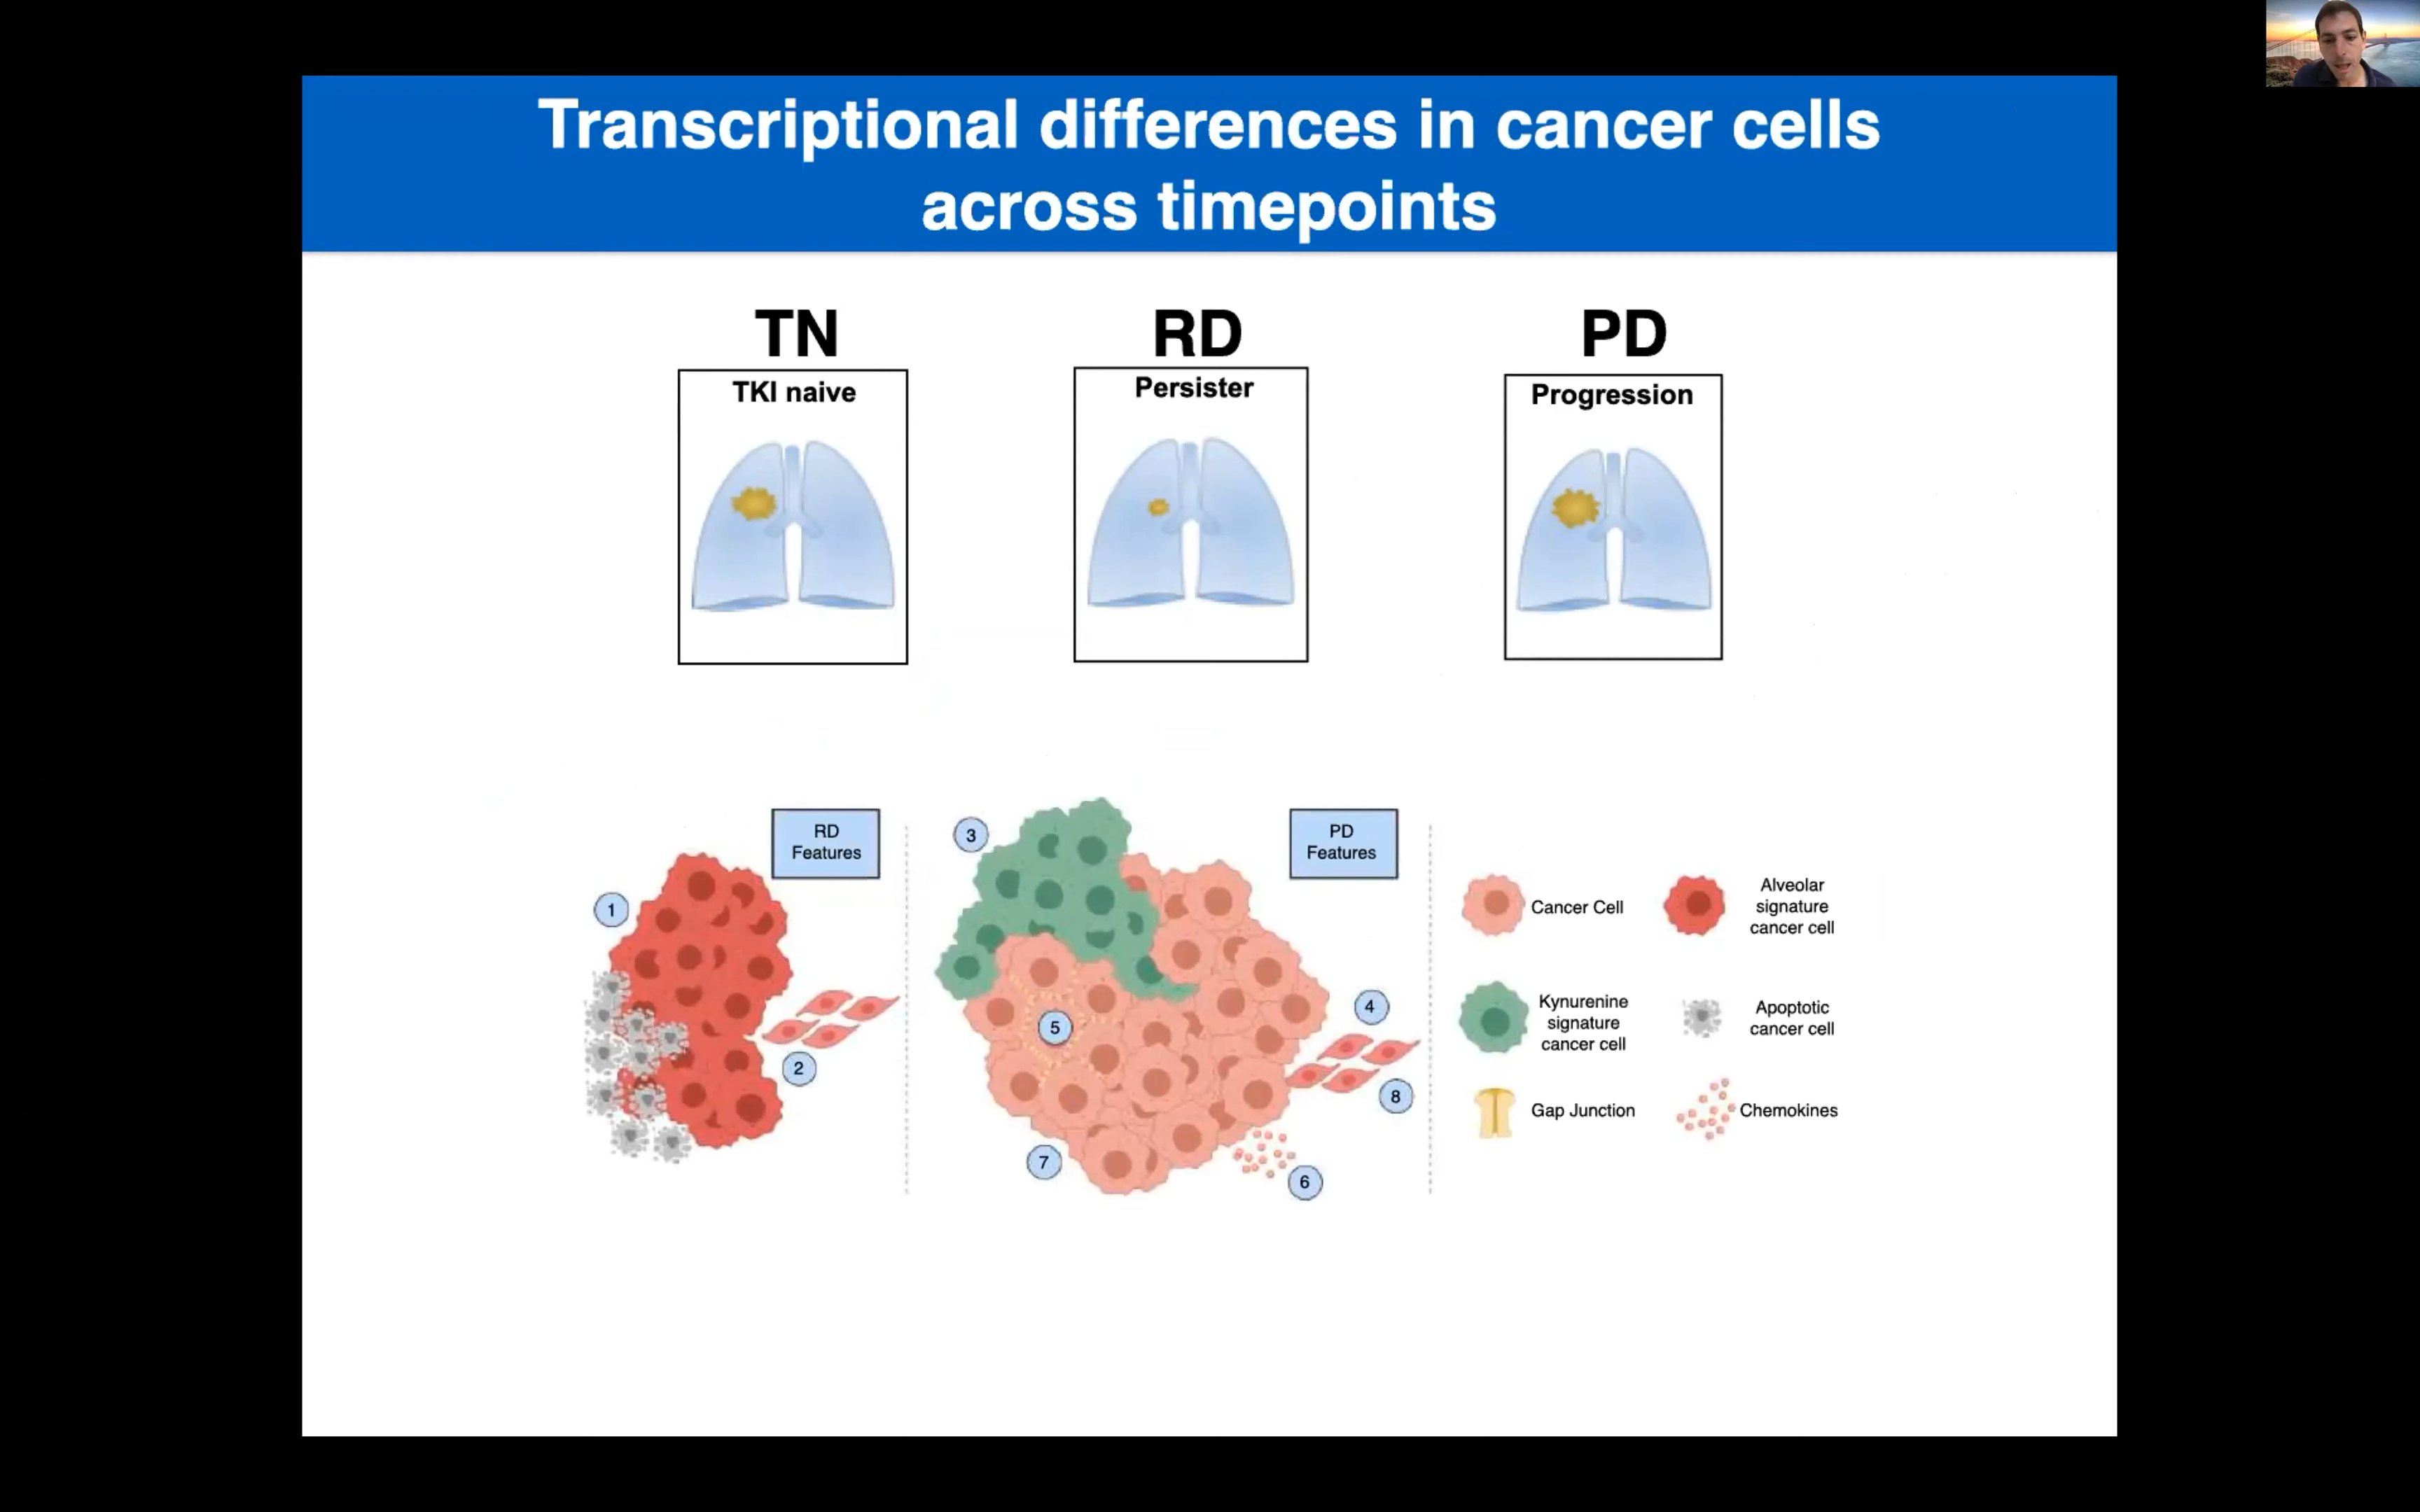 Transcriptional differences in cancer cells
across timepoints
TN
TKI naive
RD
Persister
PD
Progression
RD
Features
1
2
PD
Features
3
4
5
6
7
8
Cancer Cell
Alveolar
signature
cancer cell
Kynurenine
signature
cancer cell
Apoptotic
cancer cell
Gap Junction
Chemokines